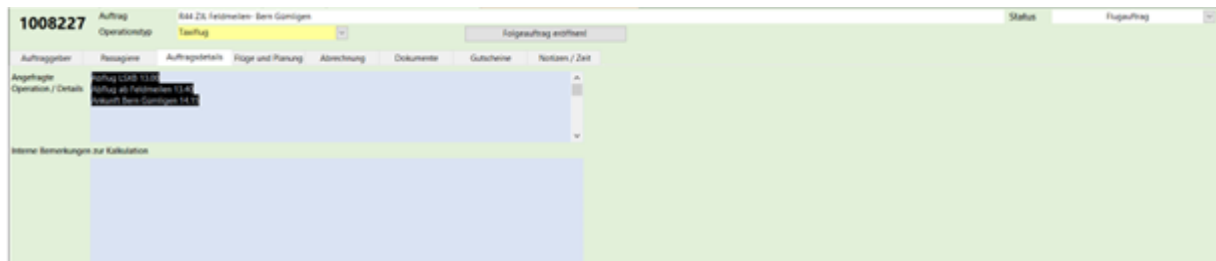 1008227
Auftrag
R44 ZJL Feldmeilen- Bern Gümligen
Status
Flugauftrag
Operationstyp
Taxiflug
Folgeauftrag eröffnen!
Auftraggeber
Passagiere
Auftragsdetails
Flüge und Planung
Abrechnung
Dokumente
Gutscheine
Notizen / Zeit
Angefragte
Operation / Details
Abflug LSXB 13.00
Abflug ab Feldmeilen 13.40
Ankunft Bern Gümligen 14.15
Interne Bemerkungen zur Kalkulation